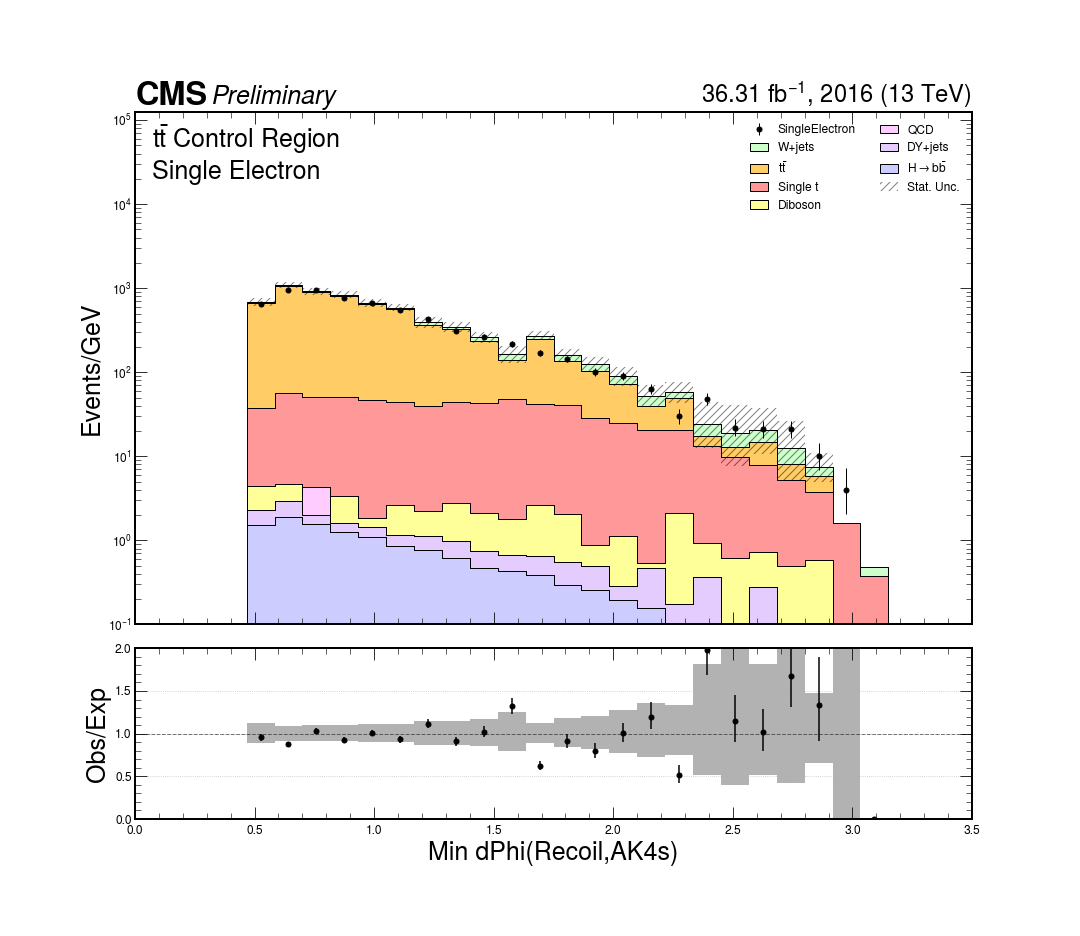 CMS Preliminary
36.31 fb⁻¹, 2016 (13 TeV)
tt̄ Control Region
Single Electron
SingleElectron
W+jets
tt̄
Single t
Diboson
QCD
DY+jets
H→bb̄
Stat. Unc.
Events/GeV
10⁵
10⁴
10³
10²
10¹
10⁰
10⁻¹
Obs/Exp
2.0
1.5
1.0
0.5
0.0
0.0 0.5 1.0 1.5 2.0 2.5 3.0 3.5
Min dPhi(Recoil,AK4s)